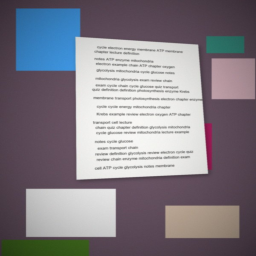 cycle electron energy membrane ATP membrane
chapter lecture definition
notes ATP enzyme mitochondria
electron example chain ATP chapter oxygen
glycolysis mitochondria cycle glucose notes
mitochondria glycolysis exam review chain
exam cycle chain cycle glucose quiz transport
quiz definition definition photosynthesis enzyme Krebs
membrane transport photosynthesis electron chapter enzyme
cycle cycle energy mitochondria chapter
Krebs example review electron oxygen ATP chapter
transport cell lecture
chain quiz chapter definition glycolysis mitochondria
cycle glucose review mitochondria lecture example
notes cycle glucose
exam transport chain
review definition glycolysis review electron cycle quiz
review chain enzyme mitochondria definition exam
cell ATP cycle glycolysis notes membrane